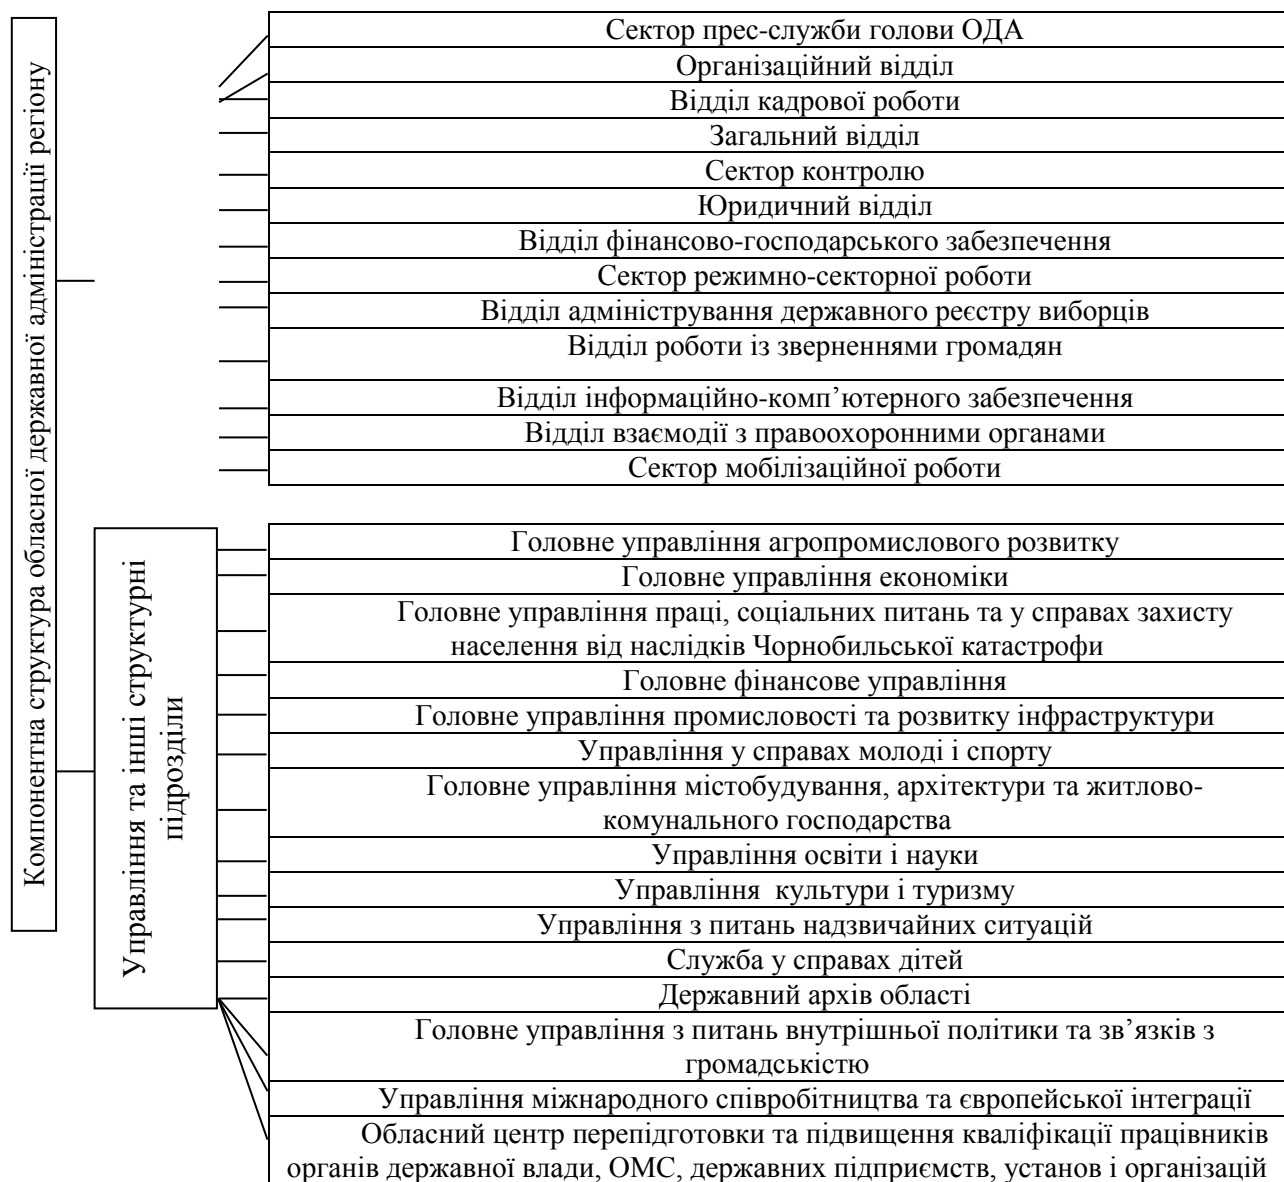 Компонентна структура обласної державної адміністрації регіону
Сектор прес-служби голови ОДА
Організаційний відділ
Відділ кадрової роботи
Загальний відділ
Сектор контролю
Юридичний відділ
Відділ фінансово-господарського забезпечення
Сектор режимно-секторної роботи
Відділ адміністрування державного реєстру виборців
Відділ роботи із зверненнями громадян
Відділ інформаційно-комп’ютерного забезпечення
Відділ взаємодії з правоохоронними органами
Сектор мобілізаційної роботи
Управління та інші структурні
підрозділи
Головне управління агропромислового розвитку
Головне управління економіки
Головне управління праці, соціальних питань та у справах захисту
населення від наслідків Чорнобильської катастрофи
Головне фінансове управління
Головне управління промисловості та розвитку інфраструктури
Управління у справах молоді і спорту
Головне управління містобудування, архітектури та житлово-
комунального господарства
Управління освіти і науки
Управління культури і туризму
Управління з питань надзвичайних ситуацій
Служба у справах дітей
Державний архів області
Головне управління з питань внутрішньої політики та зв’язків з
громадськістю
Управління міжнародного співробітництва та європейської інтеграції
Обласний центр перепідготовки та підвищення кваліфікації працівників
органів державної влади, ОМС, державних підприємств, установ і організацій